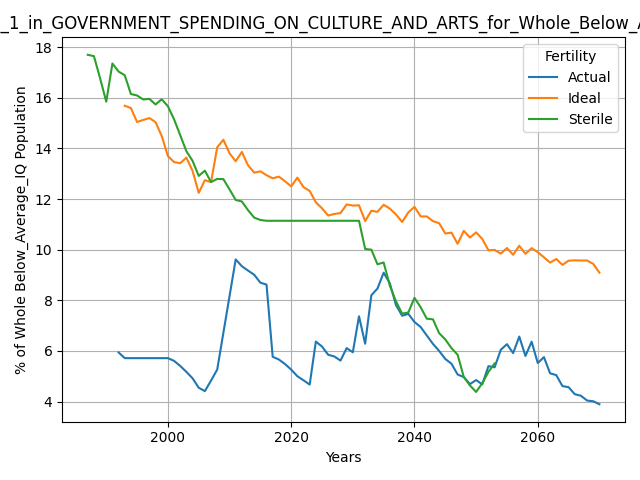 _1_in_GOVERNMENT_SPENDING_ON_CULTURE_AND_ARTS_for_Whole_Below_A
Fertility
Actual
Ideal
Sterile
% of Whole Below_Average_IQ Population
18
16
14
12
10
8
6
4
2000
2020
2040
2060
Years